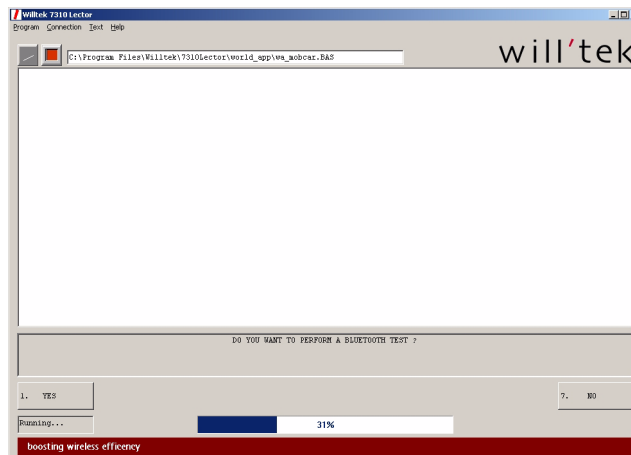 Willtek 7310 Lector
Program Connection Text Help
C:\Program Files\Willtek\7310Lector\world_app\wa_mobcar.BAS
will'tek
DO YOU WANT TO PERFORM A BLUETOOTH TEST ?
1. YES
7. NO
Running...
31%
boosting wireless efficency